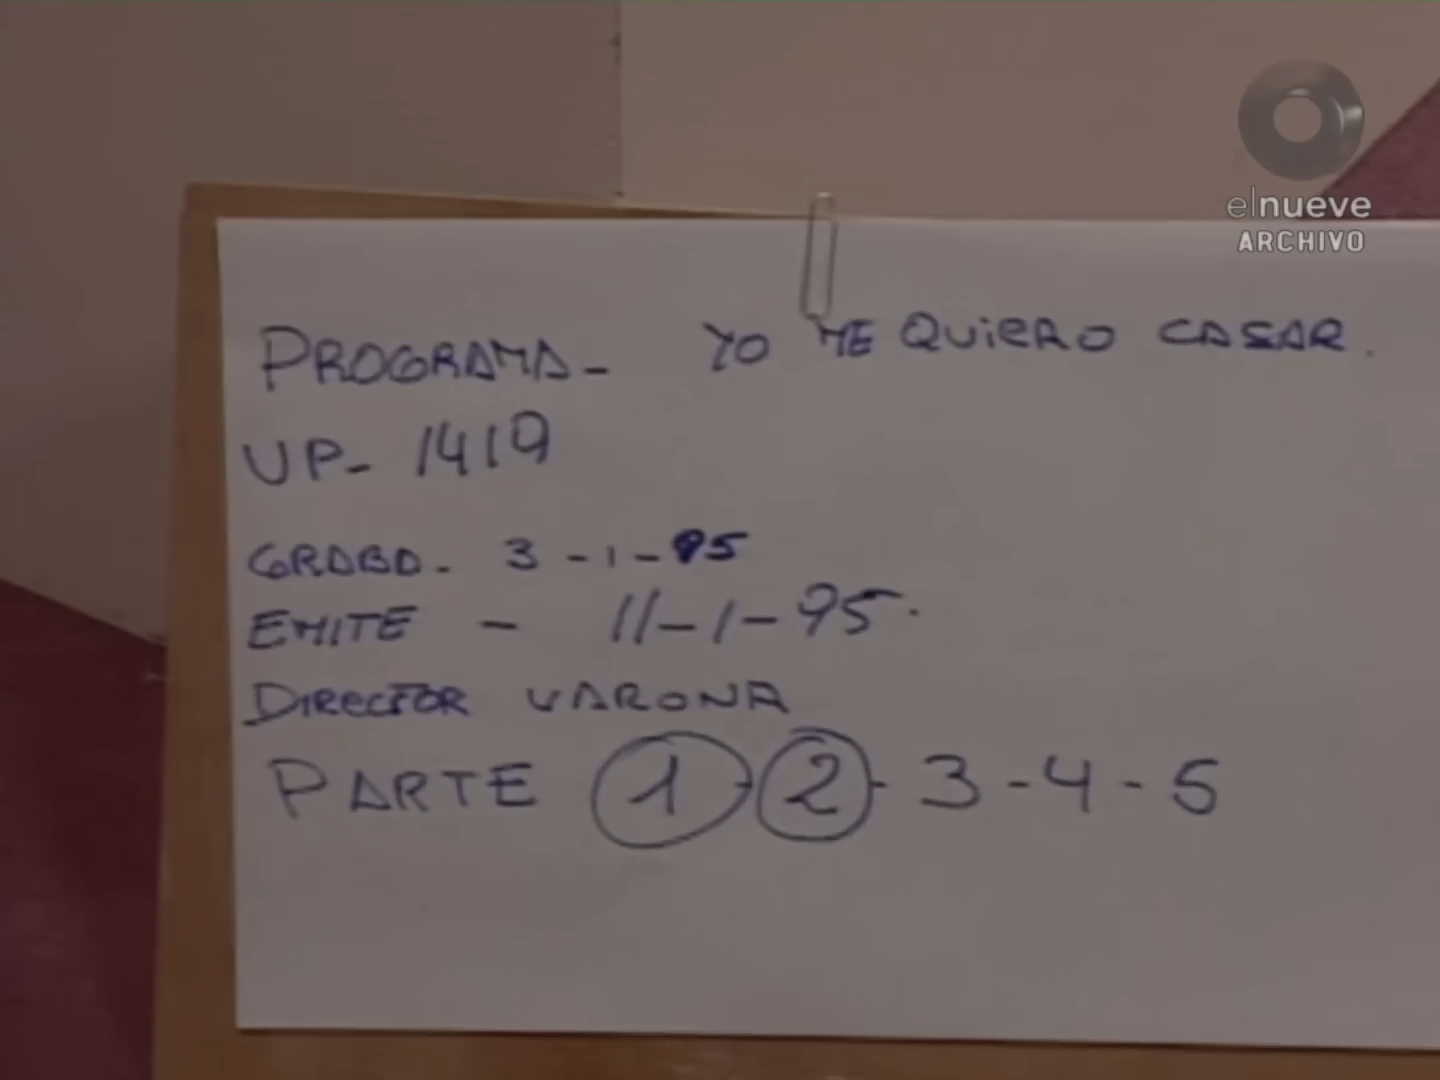 elnueve
ARCHIVO
PROGRAMA- YO ME QUIERO CASAR.
UP- 1419
GRABA. 3-1-95
EMITE - 11-1-95.
DIRECTOR VARONA
PARTE 1-2-3-4-5